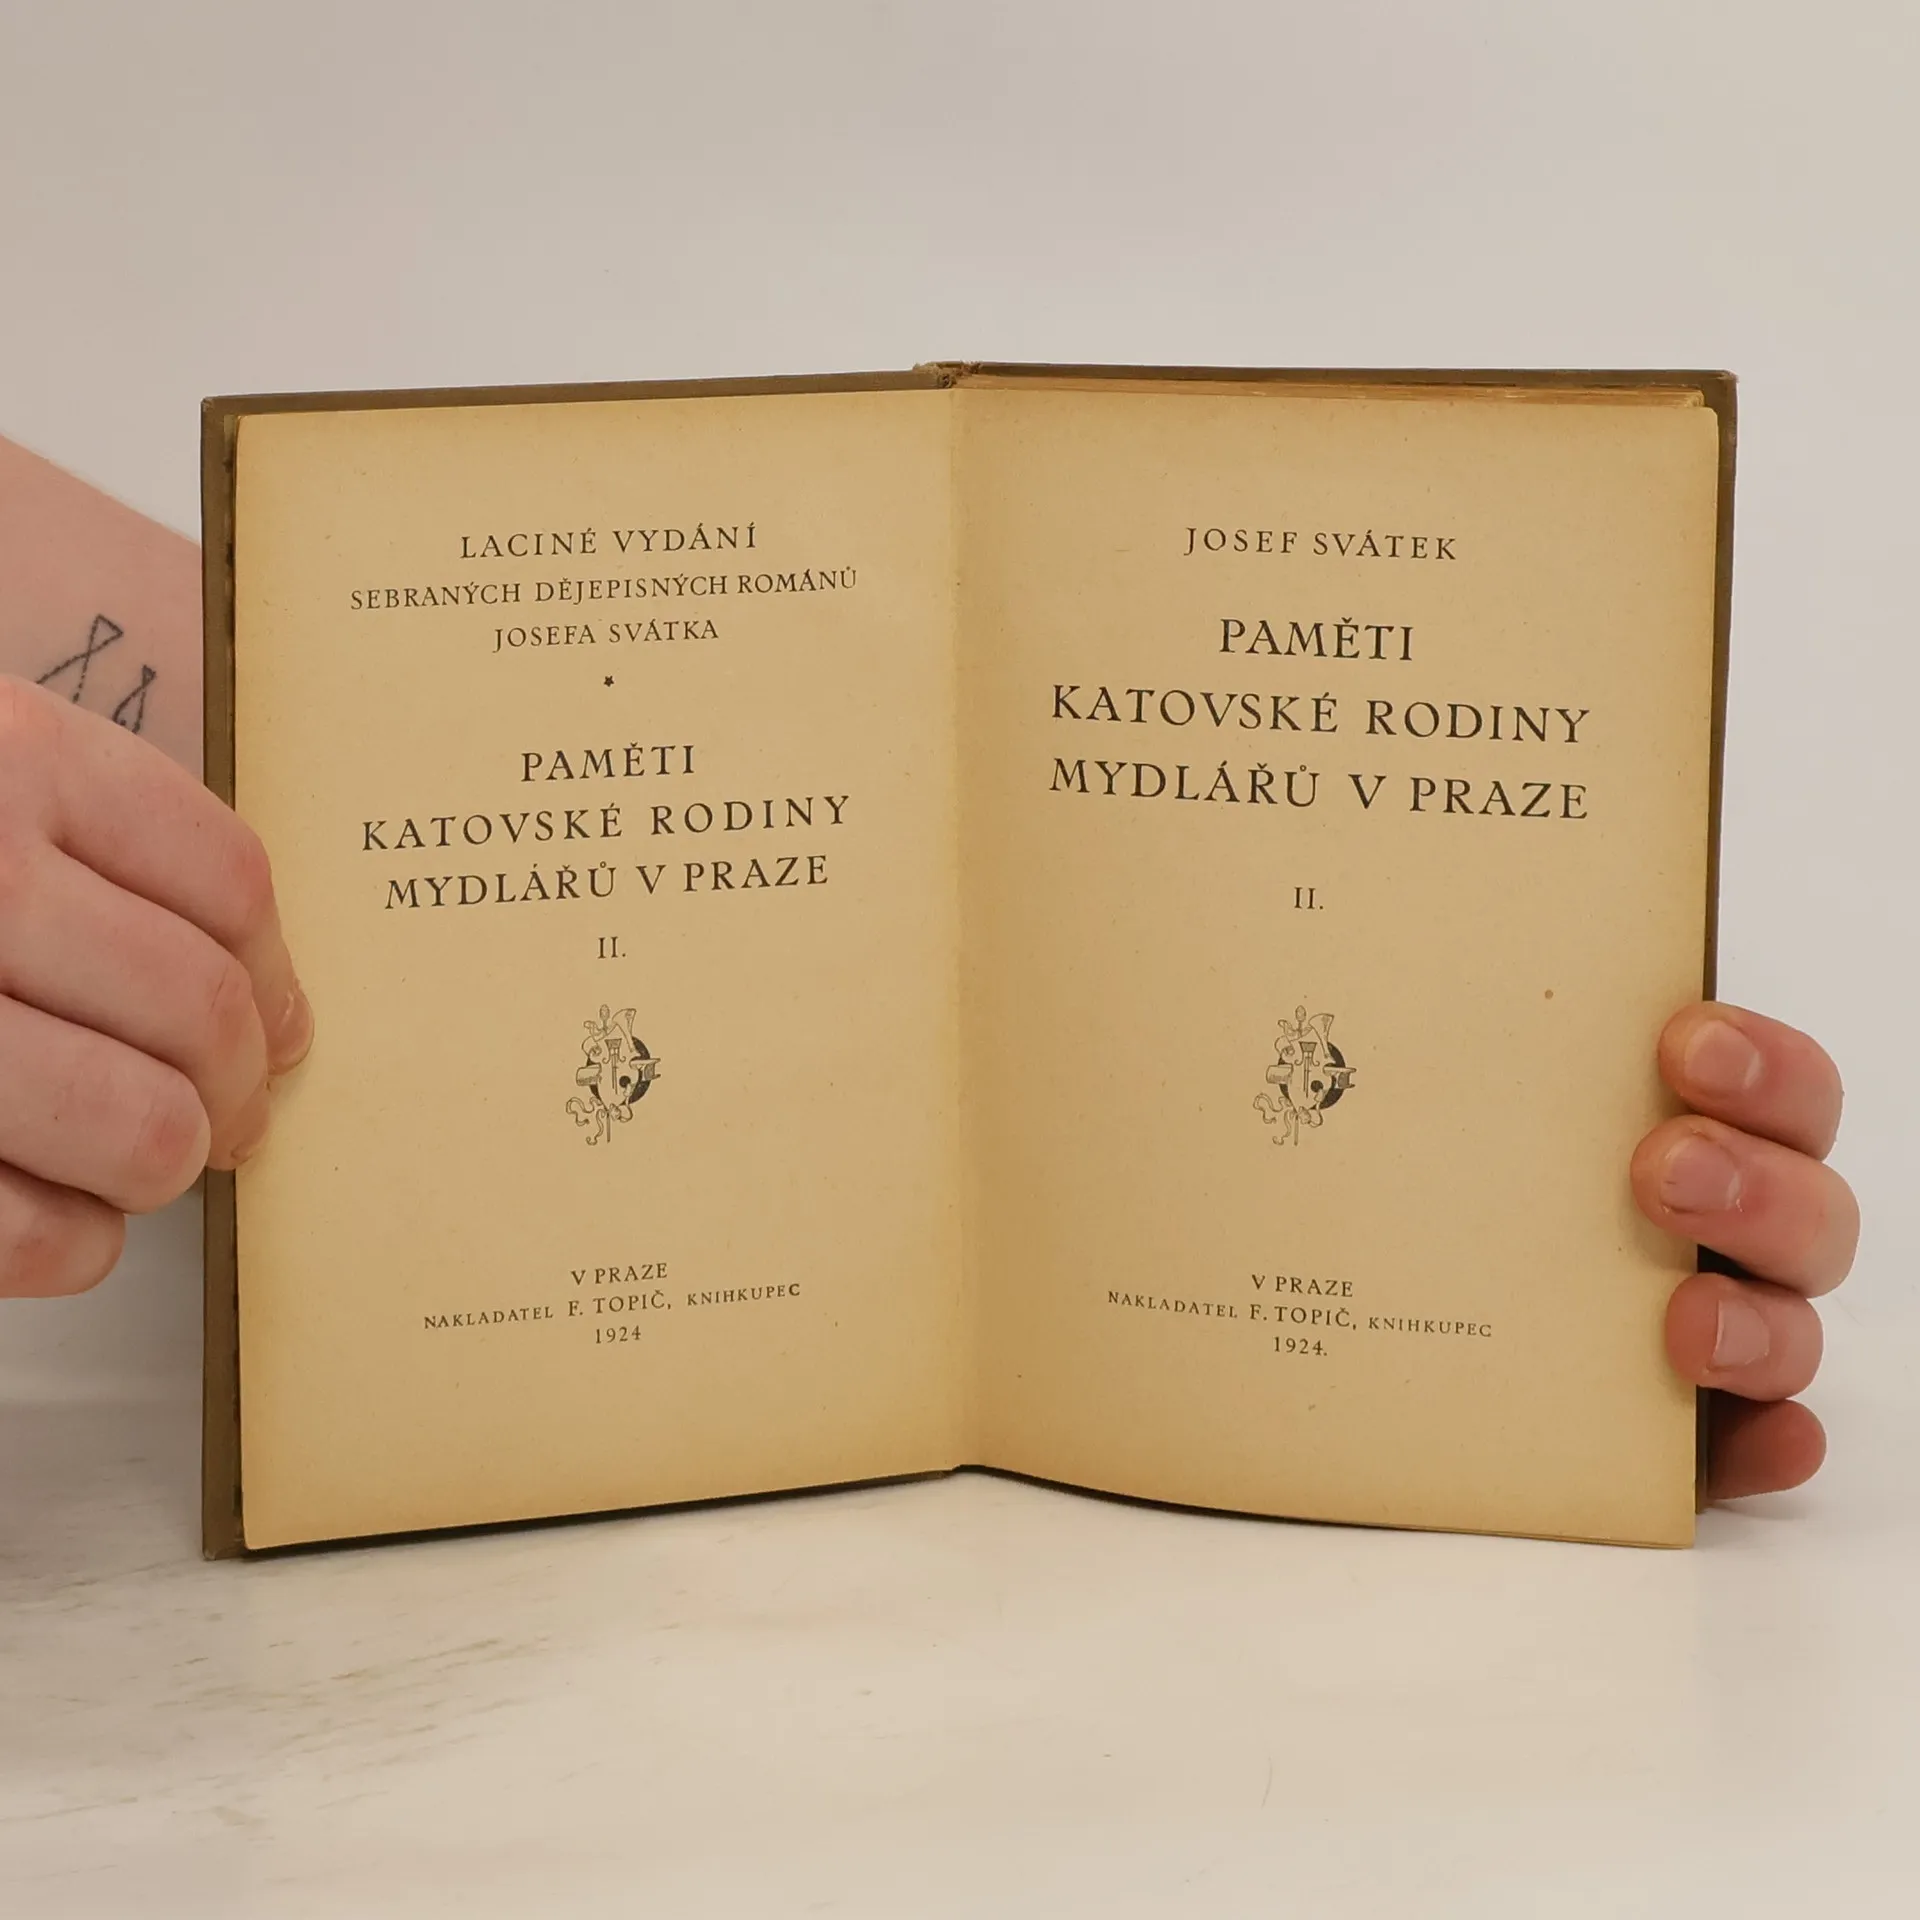 LACINÉ VYDÁNÍ
SEBRANÝCH DĚJEPISNÝCH ROMÁNŮ
JOSEFA SVÁTKA
*
PAMĚTI
KATOVSKÉ RODINY
MYDLÁŘŮ V PRAZE
II.
V PRAZE
NAKLADATEL F. TOPIČ, KNIHKUPEC
1924
JOSEF SVÁTEK
PAMĚTI
KATOVSKÉ RODINY
MYDLÁŘŮ V PRAZE
II.
V PRAZE
NAKLADATEL F. TOPIČ, KNIHKUPEC
1924.